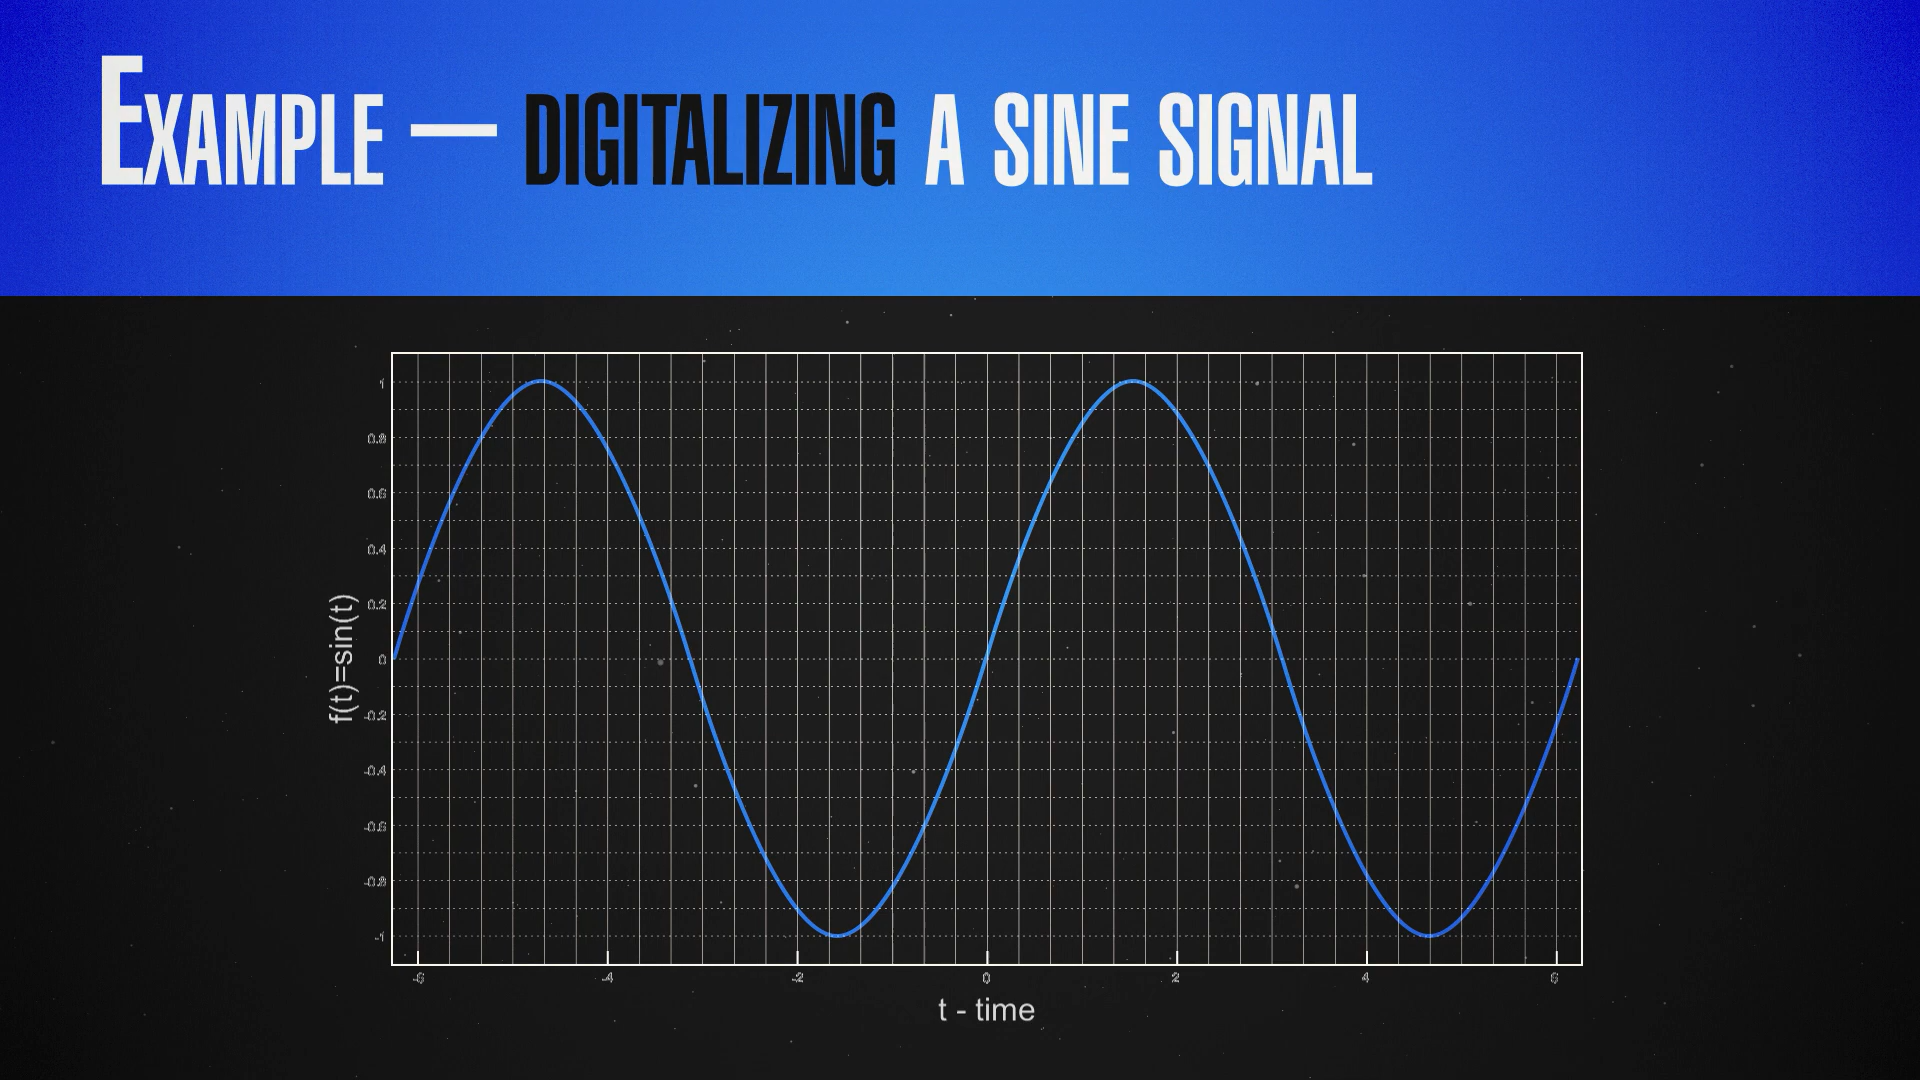 Example — digitalizing a sine signal
1
0.8
0.6
0.4
0.2
0
-0.2
-0.4
-0.6
-0.8
-1
f(t)=sin(t)
-6 -4 -2 0 2 4 6
t - time